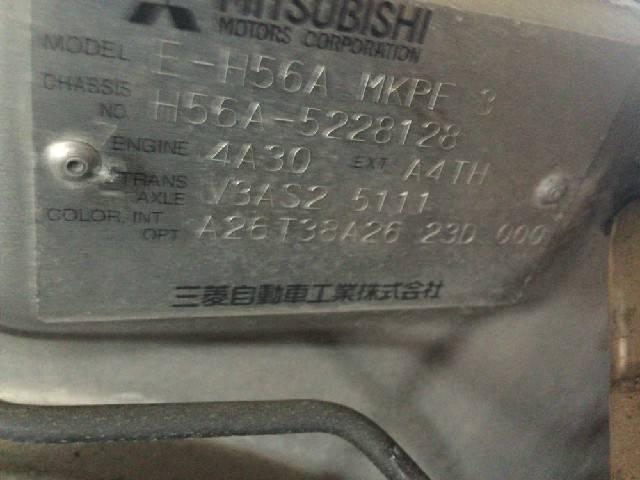 MITSUBISHI
MOTORS CORPORATION
MODEL E-H56A MKPF 3
CHASSIS NO. H56A-5228128
ENGINE 4A30 EXT A4TH
TRANS AXLE V3AS2 5111
COLOR, INT OPT A26T38A26 23D 000
三菱自動車工業株式会社